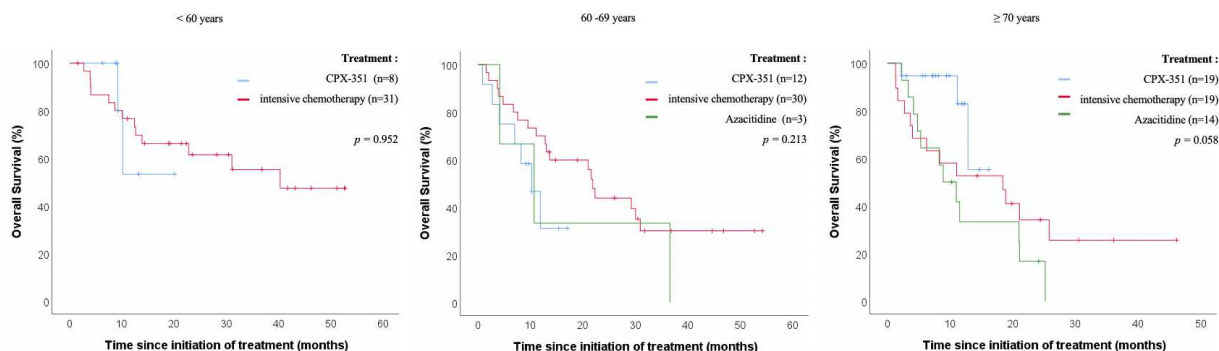 < 60 years
Treatment :
CPX-351 (n=8)
intensive chemotherapy (n=31)
p = 0.952
Overall Survival (%)
100
80
60
40
20
0
0 10 20 30 40 50 60
Time since initiation of treatment (months)
60 -69 years
Treatment :
CPX-351 (n=12)
intensive chemotherapy (n=30)
Azacitidine (n=3)
p = 0.213
Overall Survival (%)
100
80
60
40
20
0
0 10 20 30 40 50 60
Time since initiation of treatment (months)
≥ 70 years
Treatment :
CPX-351 (n=19)
intensive chemotherapy (n=19)
Azacitidine (n=14)
p = 0.058
Overall Survival (%)
100
80
60
40
20
0
0 10 20 30 40 50
Time since initiation of treatment (months)